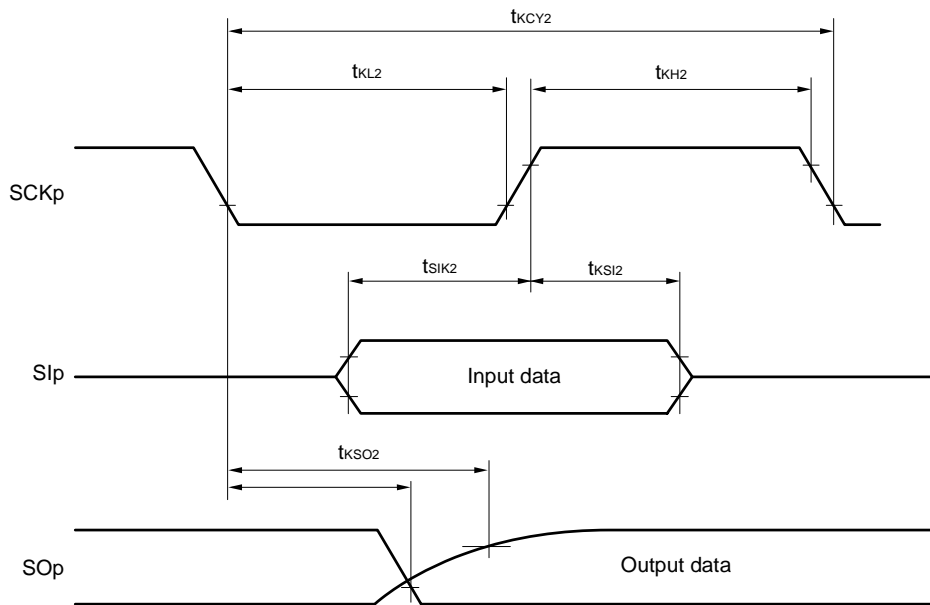 tKCY2
tKL2
tKH2
SCKp
tSIK2
tKSI2
SIp
Input data
tKSO2
SOp
Output data